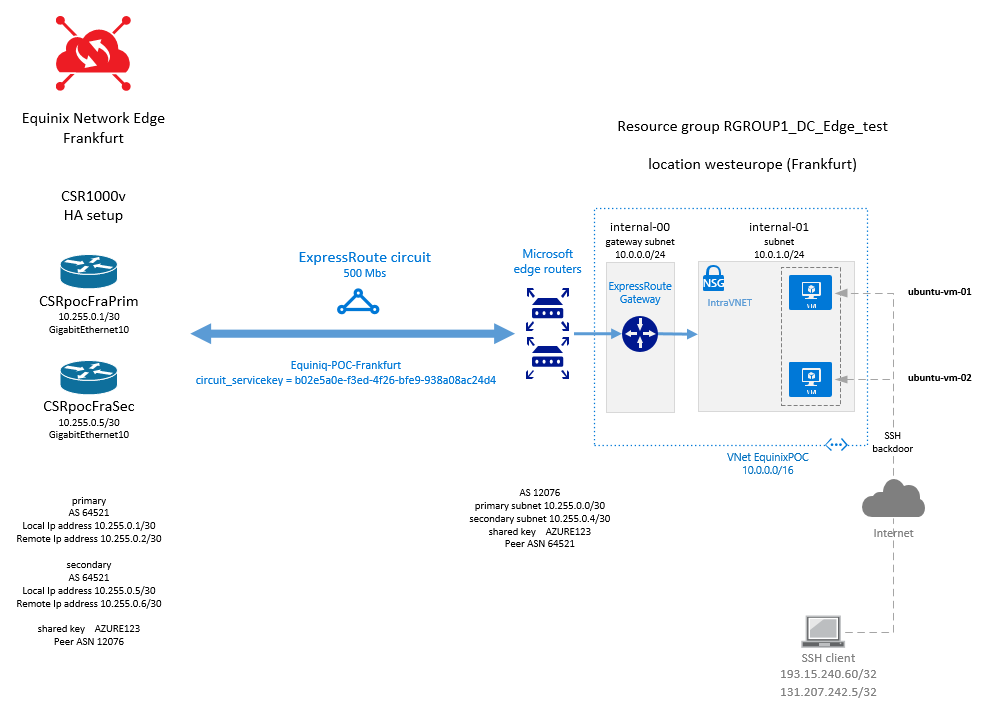 Equinix Network Edge
Frankfurt
Resource group RGROUP1_DC_Edge_test
location westeurope (Frankfurt)
CSR1000v
HA setup
CSRpocFraPrim
10.255.0.1/30
GigabitEthernet10
CSRpocFraSec
10.255.0.5/30
GigabitEthernet10
ExpressRoute circuit
500 Mbs
Equiniq-POC-Frankfurt
circuit_servicekey = b02e5a0e-f3ed-4f26-bfe9-938a08ac24d4
Microsoft
edge routers
internal-00
gateway subnet
10.0.0.0/24
ExpressRoute
Gateway
internal-01
subnet
10.0.1.0/24
NSG
IntraVNET
VM
VM
ubuntu-vm-01
ubuntu-vm-02
VNet EquinixPOC
10.0.0.0/16
SSH
backdoor
Internet
SSH client
193.15.240.60/32
131.207.242.5/32
primary
AS 64521
Local Ip address 10.255.0.1/30
Remote Ip address 10.255.0.2/30
secondary
AS 64521
Local Ip address 10.255.0.5/30
Remote Ip address 10.255.0.6/30
shared key AZURE123
Peer ASN 12076
AS 12076
primary subnet 10.255.0.0/30
secondary subnet 10.255.0.4/30
shared key AZURE123
Peer ASN 64521